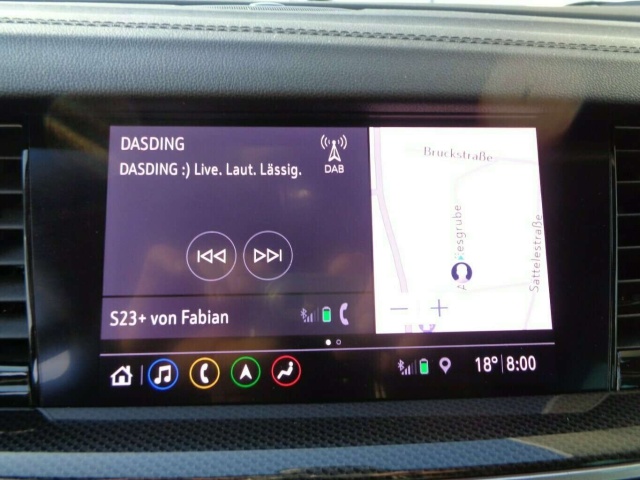 DASDING
DASDING :) Live. Laut. Lässig.
DAB
Bruckstraße
Sattelestraße
S23+ von Fabian
18° 8:00